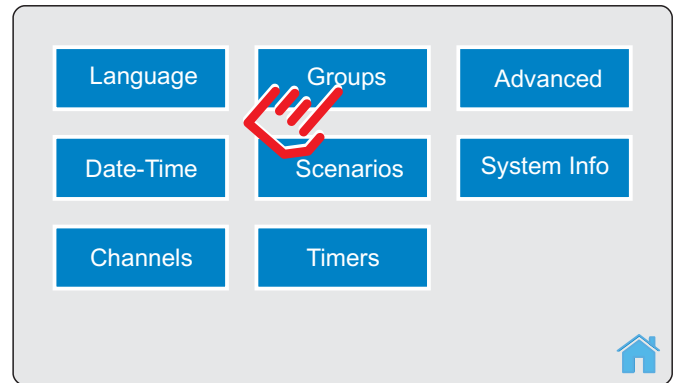 Language
Groups
Advanced
Date-Time
Scenarios
System Info
Channels
Timers